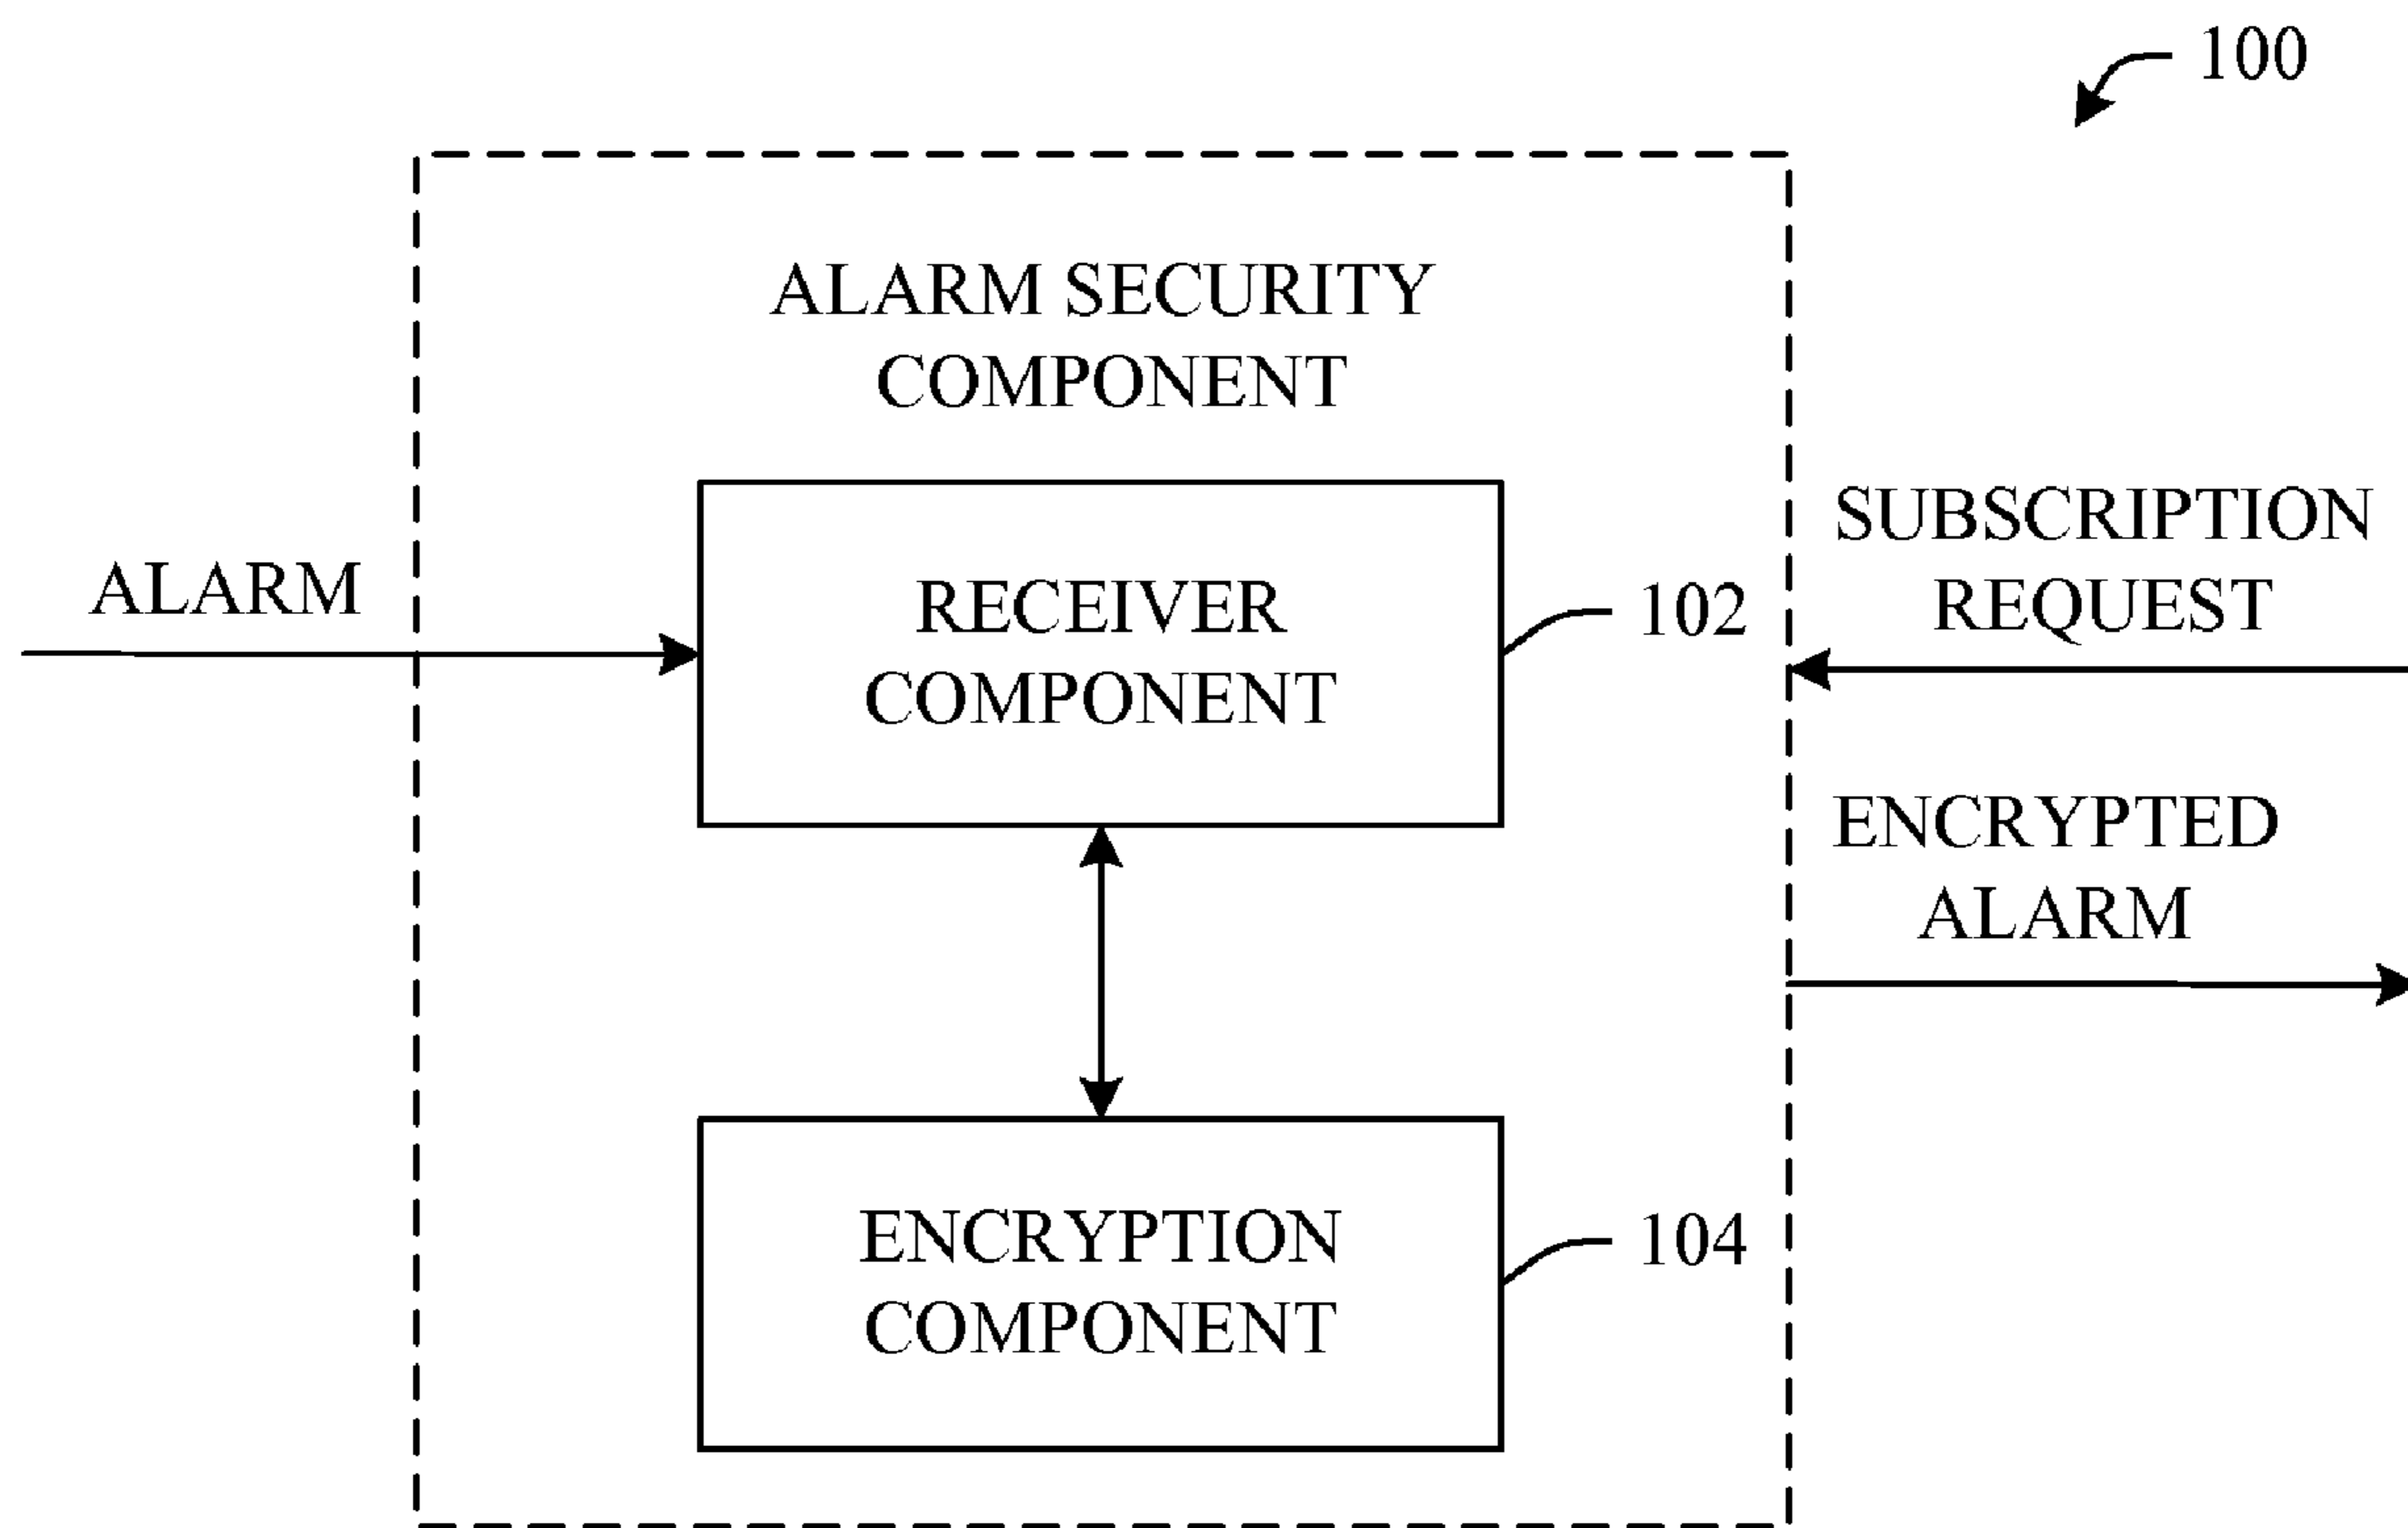 100
ALARM SECURITY
COMPONENT
ALARM
RECEIVER
COMPONENT
102
SUBSCRIPTION
REQUEST
ENCRYPTED
ALARM
ENCRYPTION
COMPONENT
104